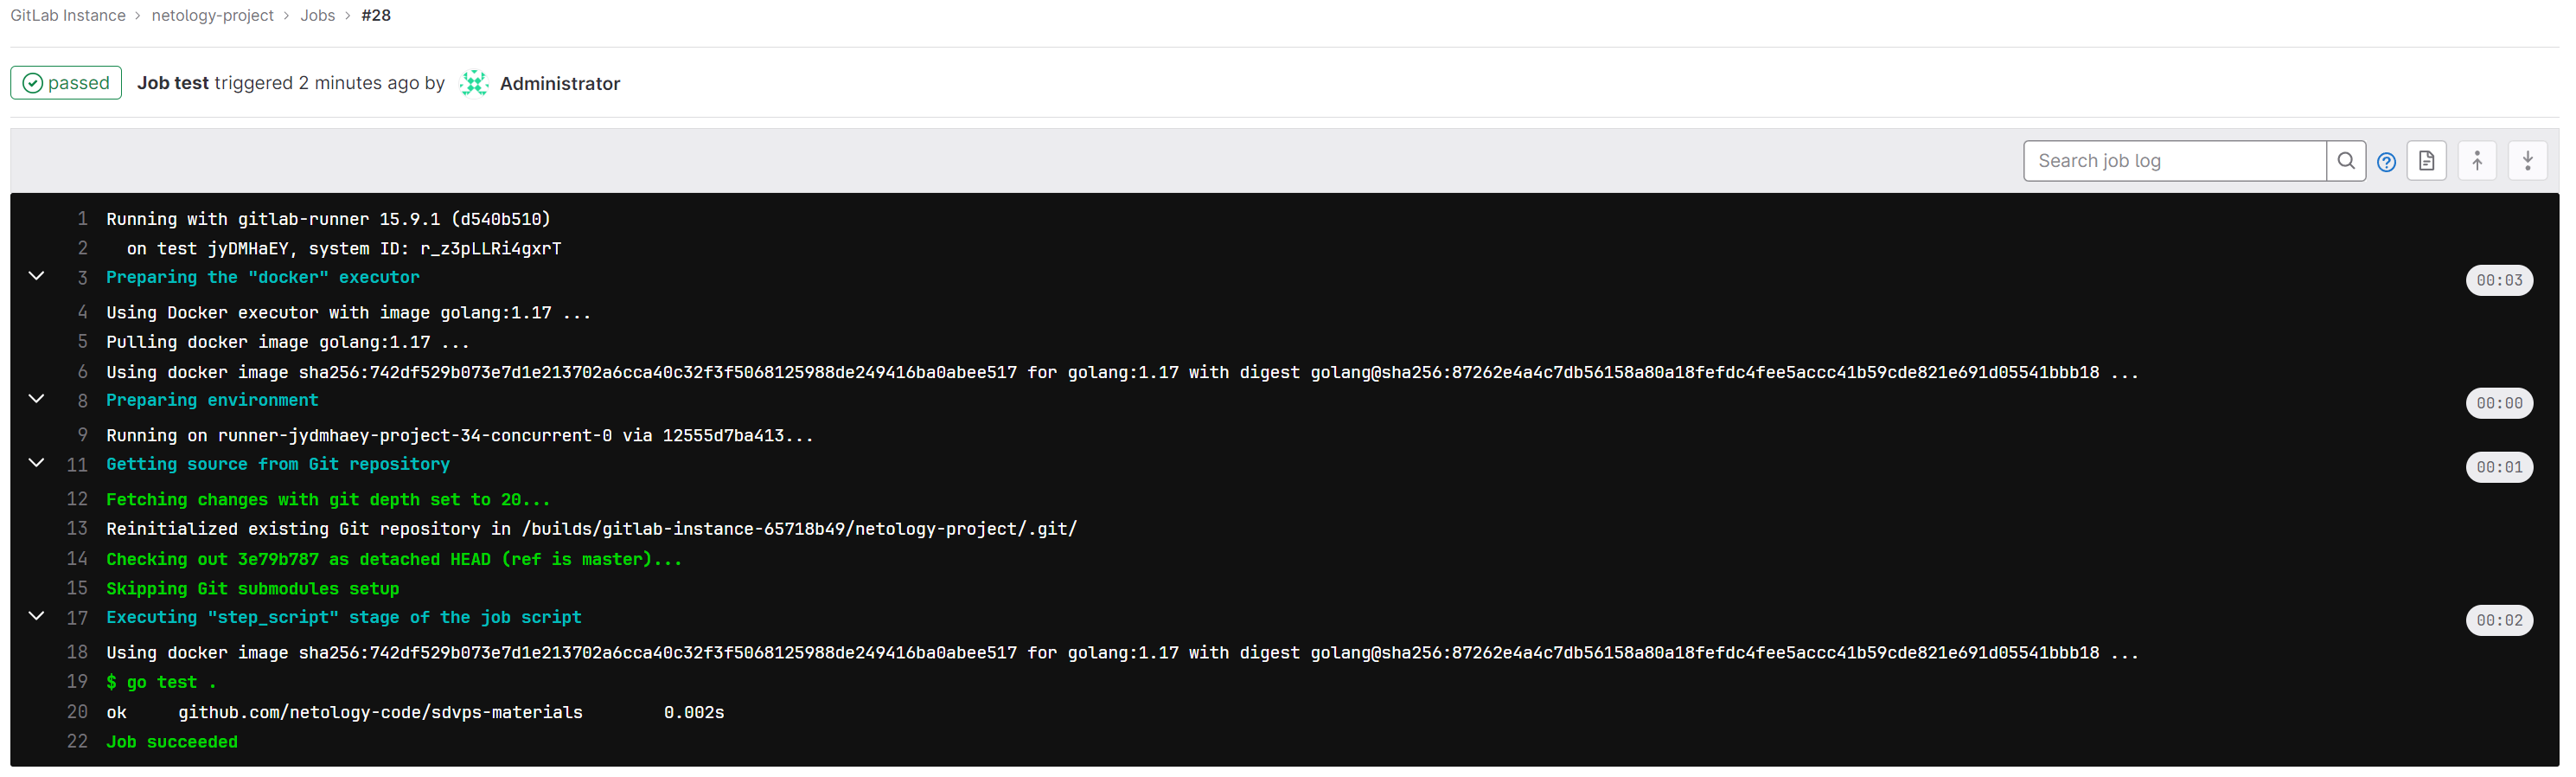 GitLab Instance > netology-project > Jobs > #28
passed Job test triggered 2 minutes ago by Administrator
Search job log
1 Running with gitlab-runner 15.9.1 (d540b510)
2 on test jyDMHaEY, system ID: r_z3pLLRi4gxrT
3 Preparing the "docker" executor 00:03
4 Using Docker executor with image golang:1.17 ...
5 Pulling docker image golang:1.17 ...
6 Using docker image sha256:742df529b073e7d1e213702a6cca40c32f3f5068125988de249416ba0abee517 for golang:1.17 with digest golang@sha256:87262e4a4c7db56158a80a18fefdc4fee5accc41b59cde821e691d05541bbb18 ...
8 Preparing environment 00:00
9 Running on runner-jydmhaey-project-34-concurrent-0 via 12555d7ba413...
11 Getting source from Git repository 00:01
12 Fetching changes with git depth set to 20...
13 Reinitialized existing Git repository in /builds/gitlab-instance-65718b49/netology-project/.git/
14 Checking out 3e79b787 as detached HEAD (ref is master)...
15 Skipping Git submodules setup
17 Executing "step_script" stage of the job script 00:02
18 Using docker image sha256:742df529b073e7d1e213702a6cca40c32f3f5068125988de249416ba0abee517 for golang:1.17 with digest golang@sha256:87262e4a4c7db56158a80a18fefdc4fee5accc41b59cde821e691d05541bbb18 ...
19 $ go test .
20 ok github.com/netology-code/sdvps-materials 0.002s
22 Job succeeded